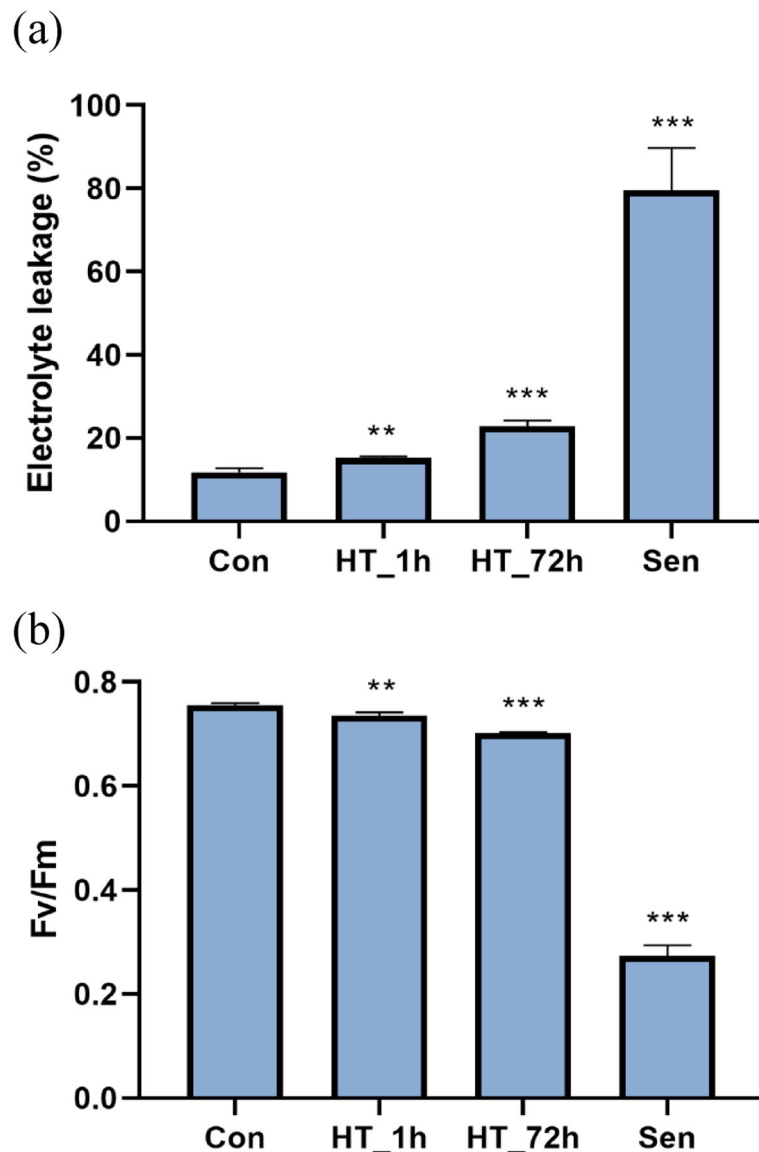 (a)
Electrolyte leakage (%)
100
80
60
40
20
0
**
***
***
Con HT_1h HT_72h Sen
(b)
Fv/Fm
0.8
0.6
0.4
0.2
0.0
**
***
***
Con HT_1h HT_72h Sen